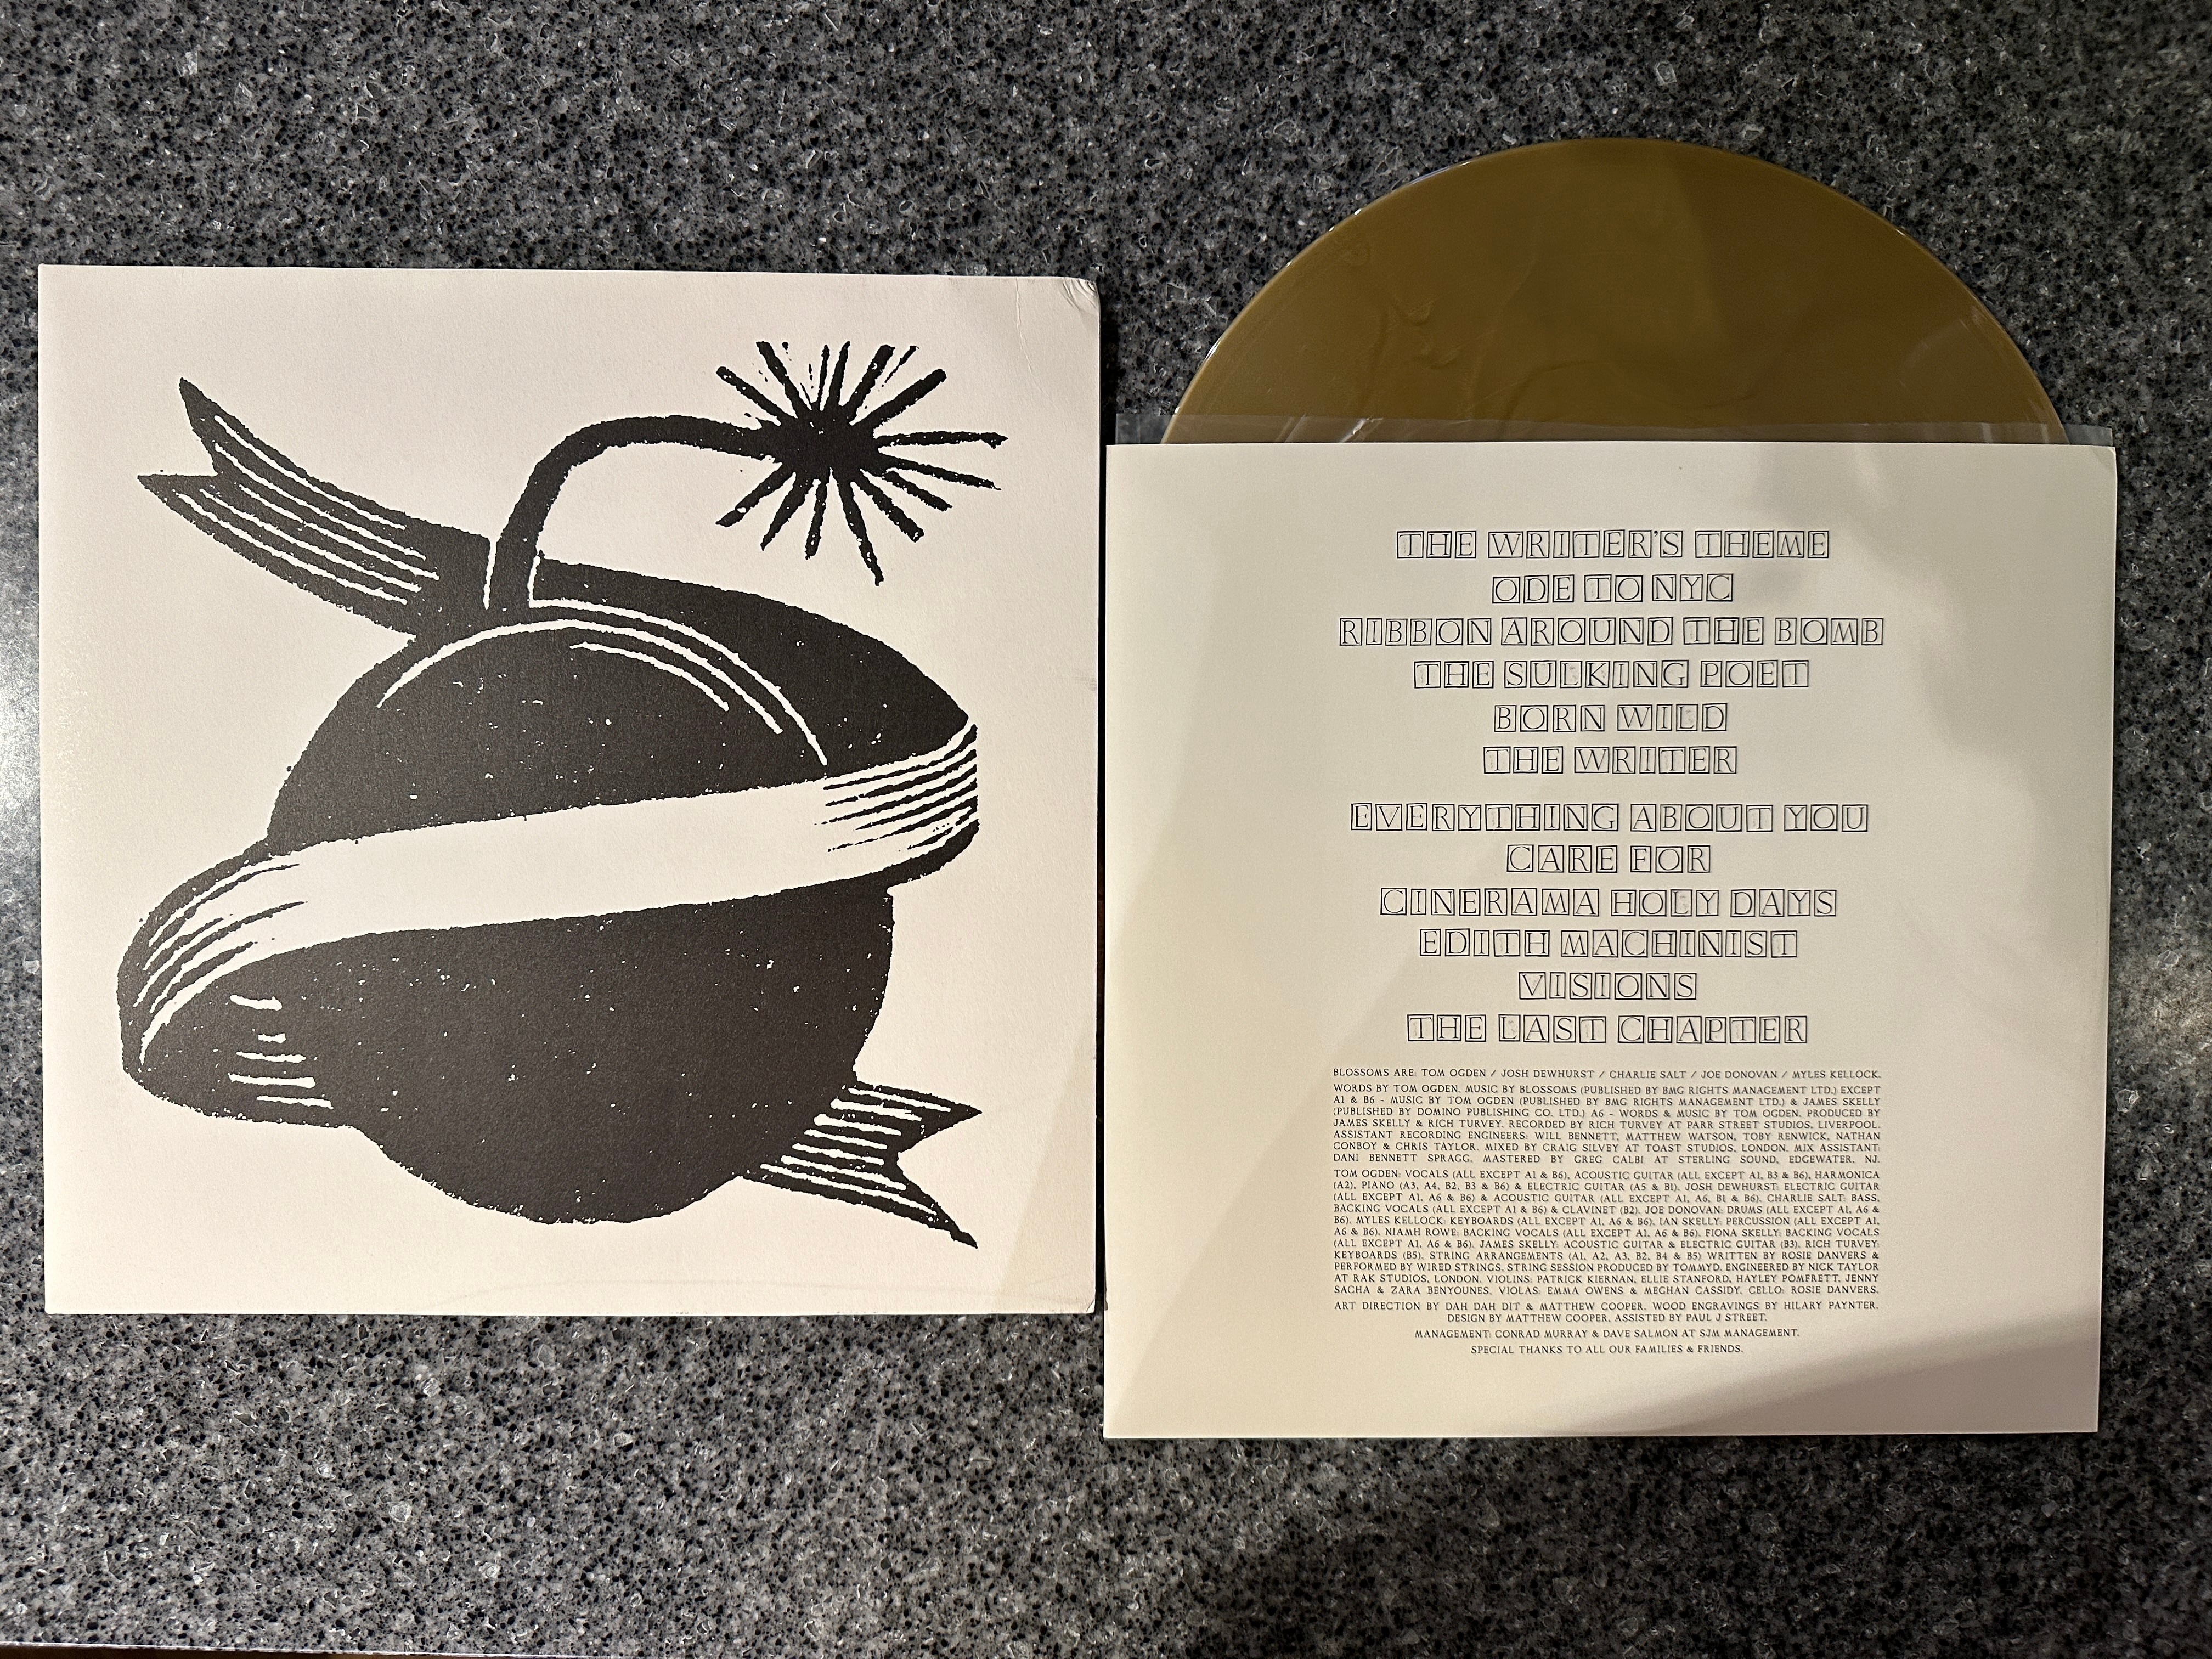 THE WRITER'S THEME
ODE TO NYC
RIBBON AROUND THE BOMB
THE SULKING POET
BORN WILD
THE WRITER
EVERYTHING ABOUT YOU
CARE FOR
CINERAMA HOLY DAYS
EDITH MACHINIST
VISIONS
THE LAST CHAPTER
BLOSSOMS ARE: TOM OGDEN / JOSH DEWHURST / CHARLIE SALT / JOE DONOVAN / MYLES KELLOCK.
WORDS BY TOM OGDEN. MUSIC BY BLOSSOMS (PUBLISHED BY BMG RIGHTS MANAGEMENT LTD.) EXCEPT
A1 & B6 - MUSIC BY TOM OGDEN (PUBLISHED BY BMG RIGHTS MANAGEMENT LTD.) & JAMES SKELLY
(PUBLISHED BY DOMINO PUBLISHING CO. LTD.) A6 - WORDS & MUSIC BY TOM OGDEN. PRODUCED BY
JAMES SKELLY & RICH TURVEY. RECORDED BY RICH TURVEY AT PARR STREET STUDIOS, LIVERPOOL.
ASSISTANT RECORDING ENGINEERS: WILL BENNETT, MATTHEW WATSON, TOBY RENWICK, NATHAN
CONBOY & CHRIS TAYLOR. MIXED BY CRAIG SILVEY AT TOAST STUDIOS, LONDON. MIX ASSISTANT:
DANI BENNETT SPRAGG. MASTERED BY GREG CALBI AT STERLING SOUND, EDGEWATER, NJ.
TOM OGDEN: VOCALS (ALL EXCEPT A1 & B6), ACOUSTIC GUITAR (ALL EXCEPT A1, B3 & B6), HARMONICA
(A2), PIANO (A3, A4, B2, B3 & B6) & ELECTRIC GUITAR (A5 & B1). JOSH DEWHURST: ELECTRIC GUITAR
(ALL EXCEPT A1, A6 & B6) & ACOUSTIC GUITAR (ALL EXCEPT A1, A6, B1 & B6). CHARLIE SALT: BASS,
BACKING VOCALS (ALL EXCEPT A1 & B6) & CLAVINET (B2). JOE DONOVAN: DRUMS (ALL EXCEPT A1, A6 &
B6). MYLES KELLOCK: KEYBOARDS (ALL EXCEPT A1, A6 & B6). IAN SKELLY: PERCUSSION (ALL EXCEPT A1,
A6 & B6). NIAMH ROWE: BACKING VOCALS (ALL EXCEPT A1, A6 & B6). FIONA SKELLY: BACKING VOCALS
(ALL EXCEPT A1, A6 & B6). JAMES SKELLY: ACOUSTIC GUITAR & ELECTRIC GUITAR (B3). RICH TURVEY:
KEYBOARDS (B5). STRING ARRANGEMENTS (A1, A2, A3, B2, B4 & B5) WRITTEN BY ROSIE DANVERS &
PERFORMED BY WIRED STRINGS. STRING SESSION PRODUCED BY TOMMYD. ENGINEERED BY NICK TAYLOR
AT RAK STUDIOS, LONDON. VIOLINS: PATRICK KIERNAN, ELLIE STANFORD, HAYLEY POMFRETT, JENNY
SACHA & ZARA BENYOUNES. VIOLAS: EMMA OWENS & MEGHAN CASSIDY. CELLO: ROSIE DANVERS.
ART DIRECTION BY DAH DAH DIT & MATTHEW COOPER. WOOD ENGRAVINGS BY HILARY PAYNTER.
DESIGN BY MATTHEW COOPER, ASSISTED BY PAUL J STREET.
MANAGEMENT: CONRAD MURRAY & DAVE SALMON AT SJM MANAGEMENT.
SPECIAL THANKS TO ALL OUR FAMILIES & FRIENDS.